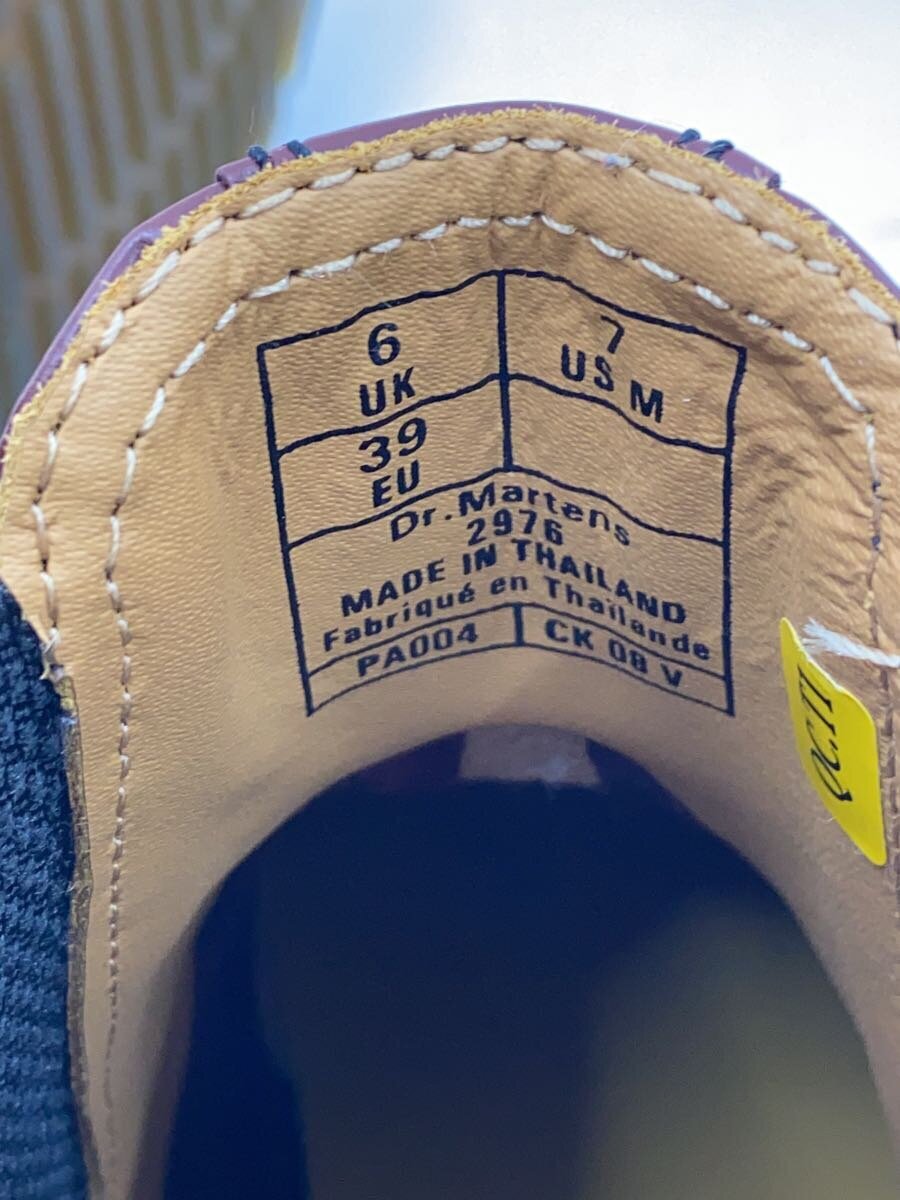 6
UK
7
US M
39
EU
Dr.Martens
2976
MADE IN THAILAND
Fabriqué en Thaïlande
PA004
CK 08 V